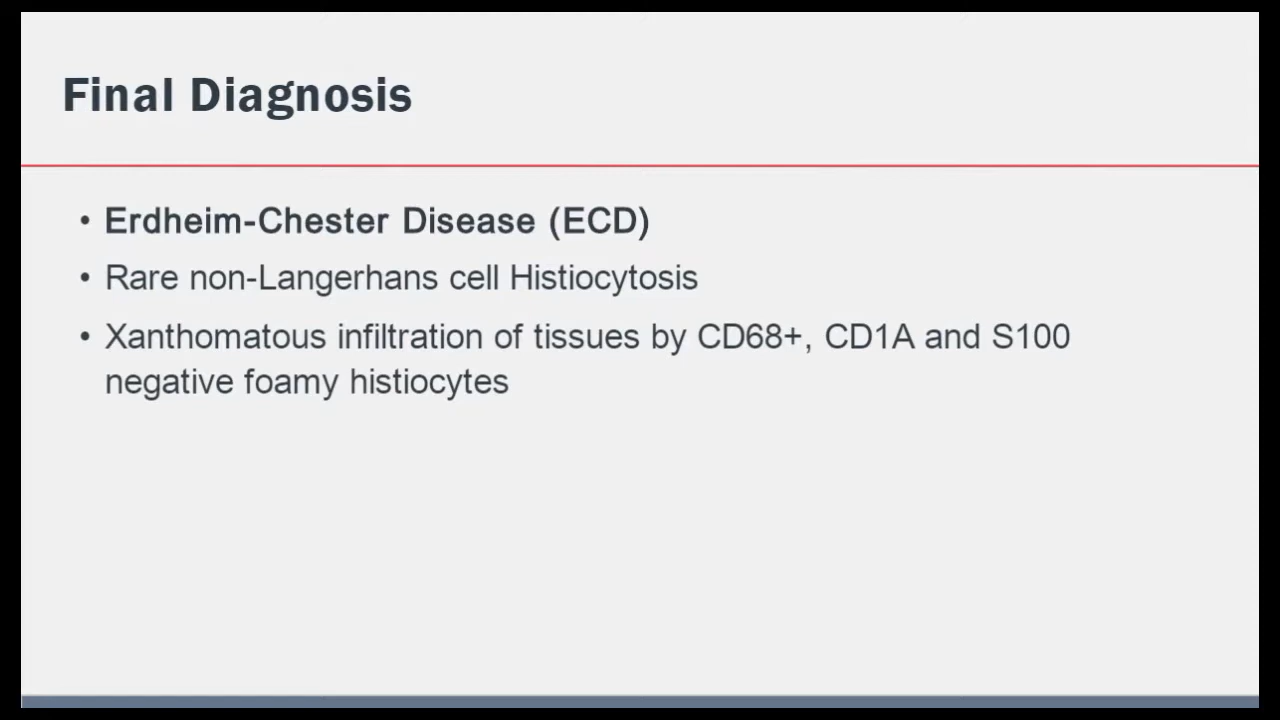 Final Diagnosis
• Erdheim-Chester Disease (ECD)
• Rare non-Langerhans cell Histiocytosis
• Xanthomatous infiltration of tissues by CD68+, CD1A and S100
negative foamy histiocytes